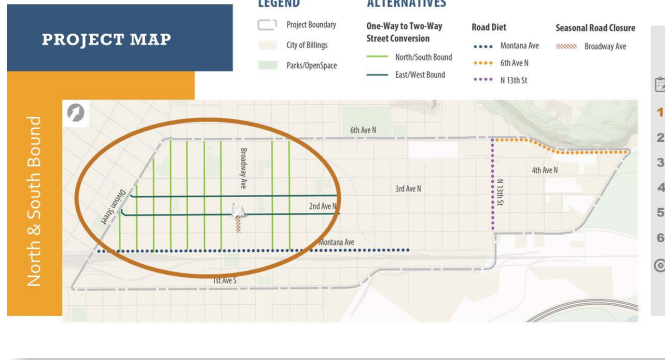 LEGEND
ALTERNATIVES
PROJECT MAP
Project Boundary
City of Billings
Parks/OpenSpace
One-Way to Two-Way
Street Conversion
North/South Bound
East/West Bound
Road Diet
Montana Ave
6th Ave N
N 13th St
Seasonal Road Closure
Broadway Ave
North & South Bound
6th Ave N
Broadway Ave
Division Street
2nd Ave N
3rd Ave N
4th Ave N
N 13th St
Montana Ave
1st Ave S
1
2
3
4
5
6